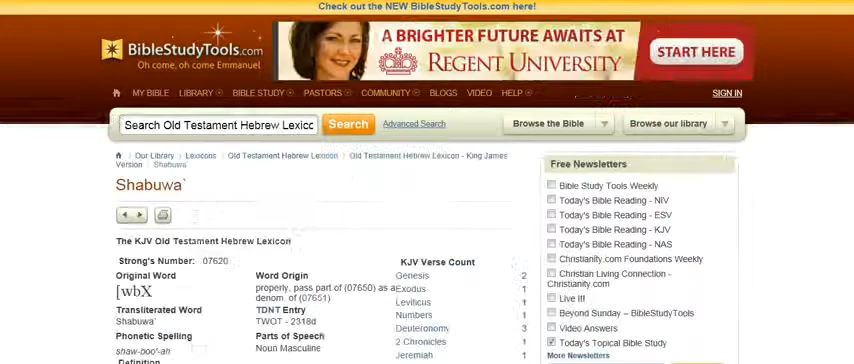 Check out the NEW BibleStudyTools.com here!
BibleStudyTools.com
Oh come, oh come Emmanuel
A BRIGHTER FUTURE AWAITS AT
REGENT UNIVERSITY
START HERE
MY BIBLE LIBRARY BIBLE STUDY PASTORS COMMUNITY BLOGS VIDEO HELP SIGN IN
Search Old Testament Hebrew Lexicc Search Advanced Search Browse the Bible Browse our library
Our Library Lexicons Old Testament Hebrew Lexicon Old Testament Hebrew Lexicon - King James
Version Shabuwa`
Shabuwa`
The KJV Old Testament Hebrew Lexicon
Strong's Number: 07620
Original Word
[wbX
Transliterated Word
Shabuwa`
Phonetic Spelling
shaw-boo'-ah
Definition
Word Origin
properly, pass part of (07650) as a
denom. of (07651)
TDNT Entry
TWOT - 2318d
Parts of Speech
Noun Masculine
KJV Verse Count
Genesis 2
Exodus 1
Leviticus 1
Numbers 1
Deuteronomy 3
2 Chronicles 1
Jeremiah 1
Free Newsletters
Bible Study Tools Weekly
Today's Bible Reading - NIV
Today's Bible Reading - ESV
Today's Bible Reading - KJV
Today's Bible Reading - NAS
Christianity.com Foundations Weekly
Christian Living Connection -
Christianity.com
Live It!
Beyond Sunday – BibleStudyTools
Video Answers
Today's Topical Bible Study
More Newsletters